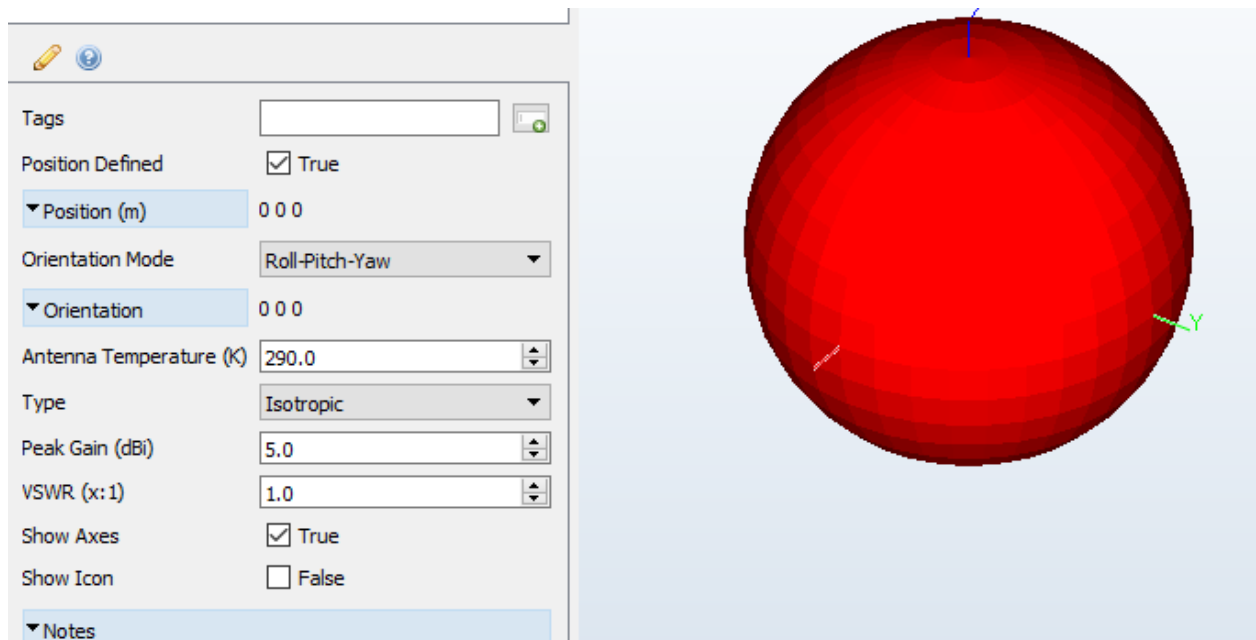 Tags
Position Defined True
Position (m) 0 0 0
Orientation Mode Roll-Pitch-Yaw
Orientation 0 0 0
Antenna Temperature (K) 290.0
Type Isotropic
Peak Gain (dBi) 5.0
VSWR (x:1) 1.0
Show Axes True
Show Icon False
Notes
Y